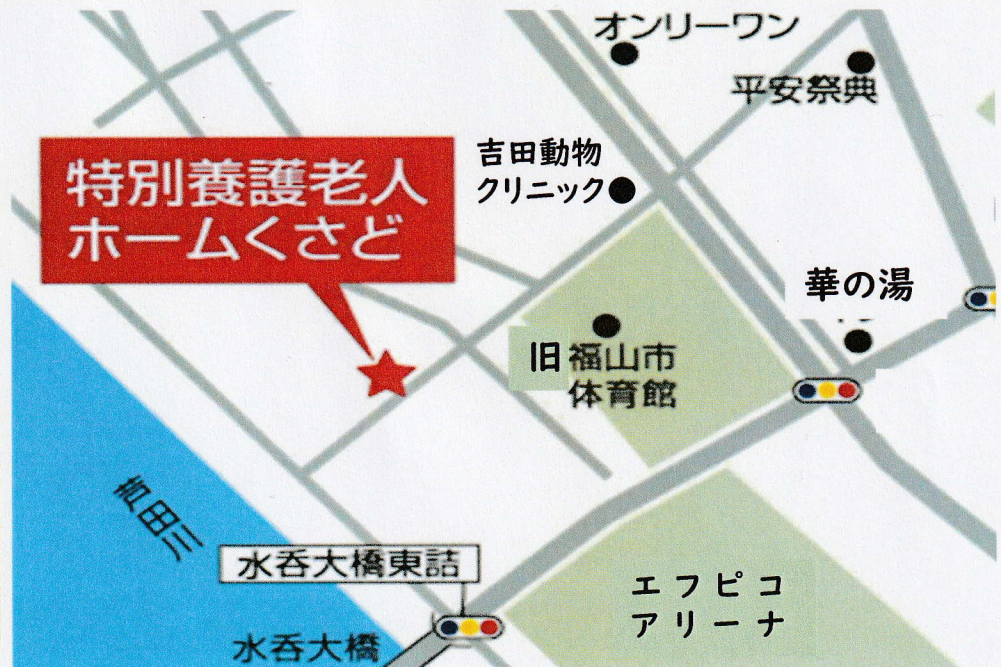 オンリーワン
平安祭典
吉田動物
クリニック
特別養護老人
ホームくさど
華の湯
旧福山市
体育館
芦田川
水呑大橋東詰
エフピコ
アリーナ
水呑大橋